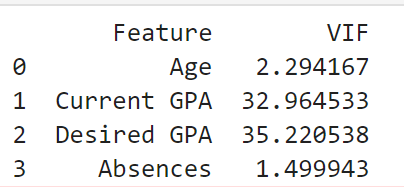 Feature VIF
0 Age 2.294167
1 Current GPA 32.964533
2 Desired GPA 35.220538
3 Absences 1.499943